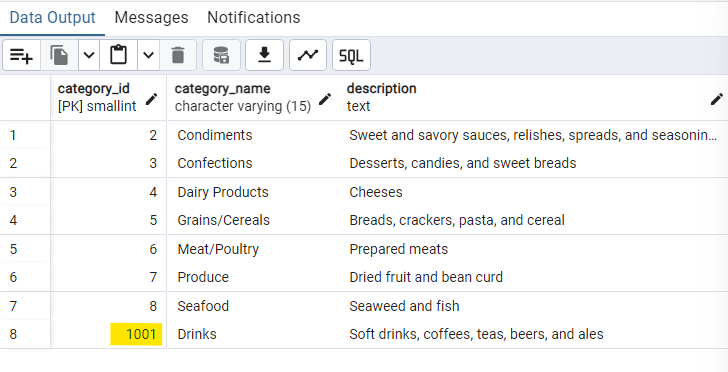 Data Output Messages Notifications
SQL
category_id category_name description
[PK] smallint character varying (15) text
1 2 Condiments Sweet and savory sauces, relishes, spreads, and seasonin...
2 3 Confections Desserts, candies, and sweet breads
3 4 Dairy Products Cheeses
4 5 Grains/Cereals Breads, crackers, pasta, and cereal
5 6 Meat/Poultry Prepared meats
6 7 Produce Dried fruit and bean curd
7 8 Seafood Seaweed and fish
8 1001 Drinks Soft drinks, coffees, teas, beers, and ales